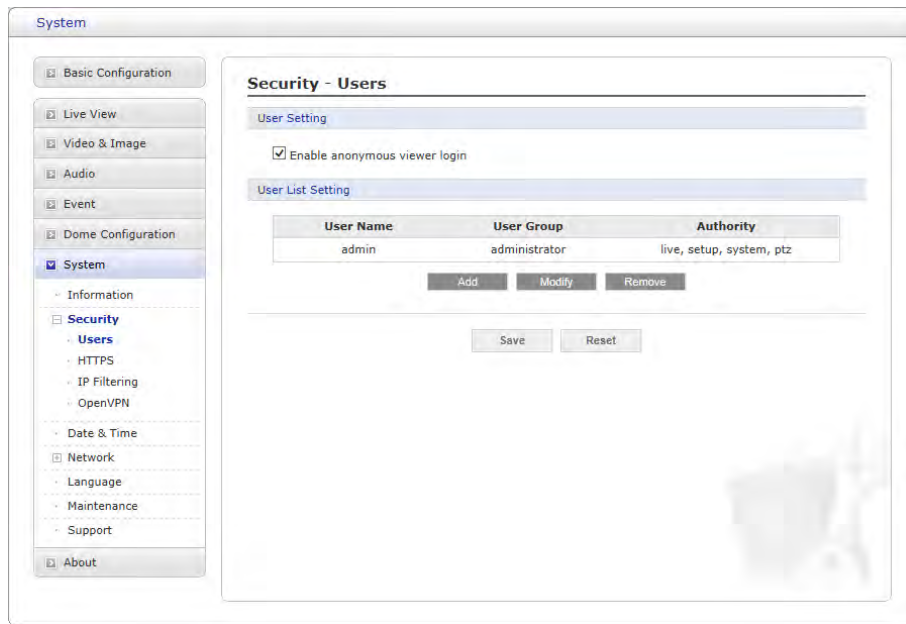 System
Basic Configuration
Live View
Video & Image
Audio
Event
Dome Configuration
System
Information
Security
Users
HTTPS
IP Filtering
OpenVPN
Date & Time
Network
Language
Maintenance
Support
About
Security - Users
User Setting
Enable anonymous viewer login
User List Setting
User Name User Group Authority
admin administrator live, setup, system, ptz
Add Modify Remove
Save Reset